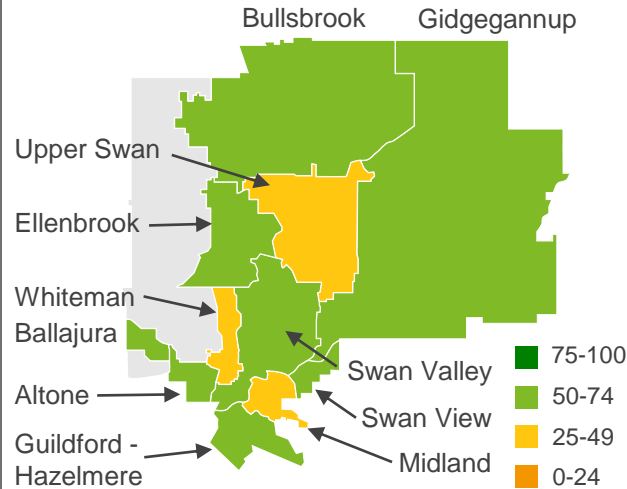 Bullsbrook
Gidgegannup
Upper Swan
Ellenbrook
Whiteman
Ballajura
Altone
Guildford -
Hazelmere
Swan Valley
Swan View
Midland
75-100
50-74
25-49
0-24